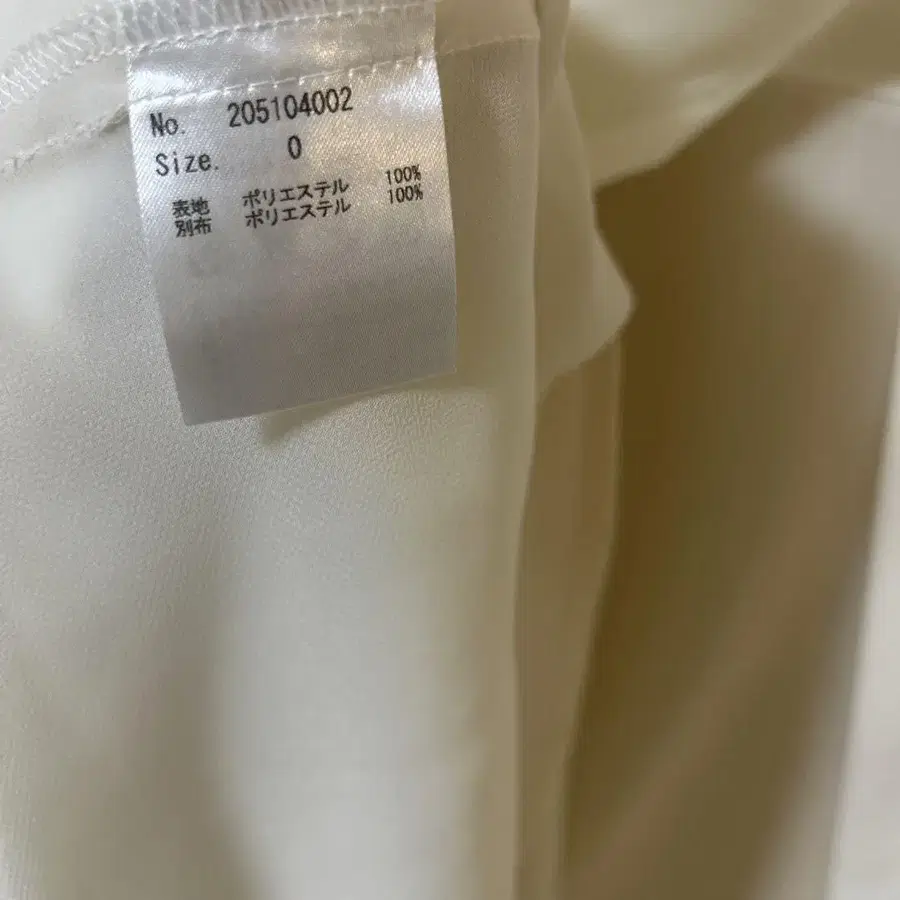 No. 205104002
Size. 0
表地 ポリエステル 100%
別布 ポリエステル 100%